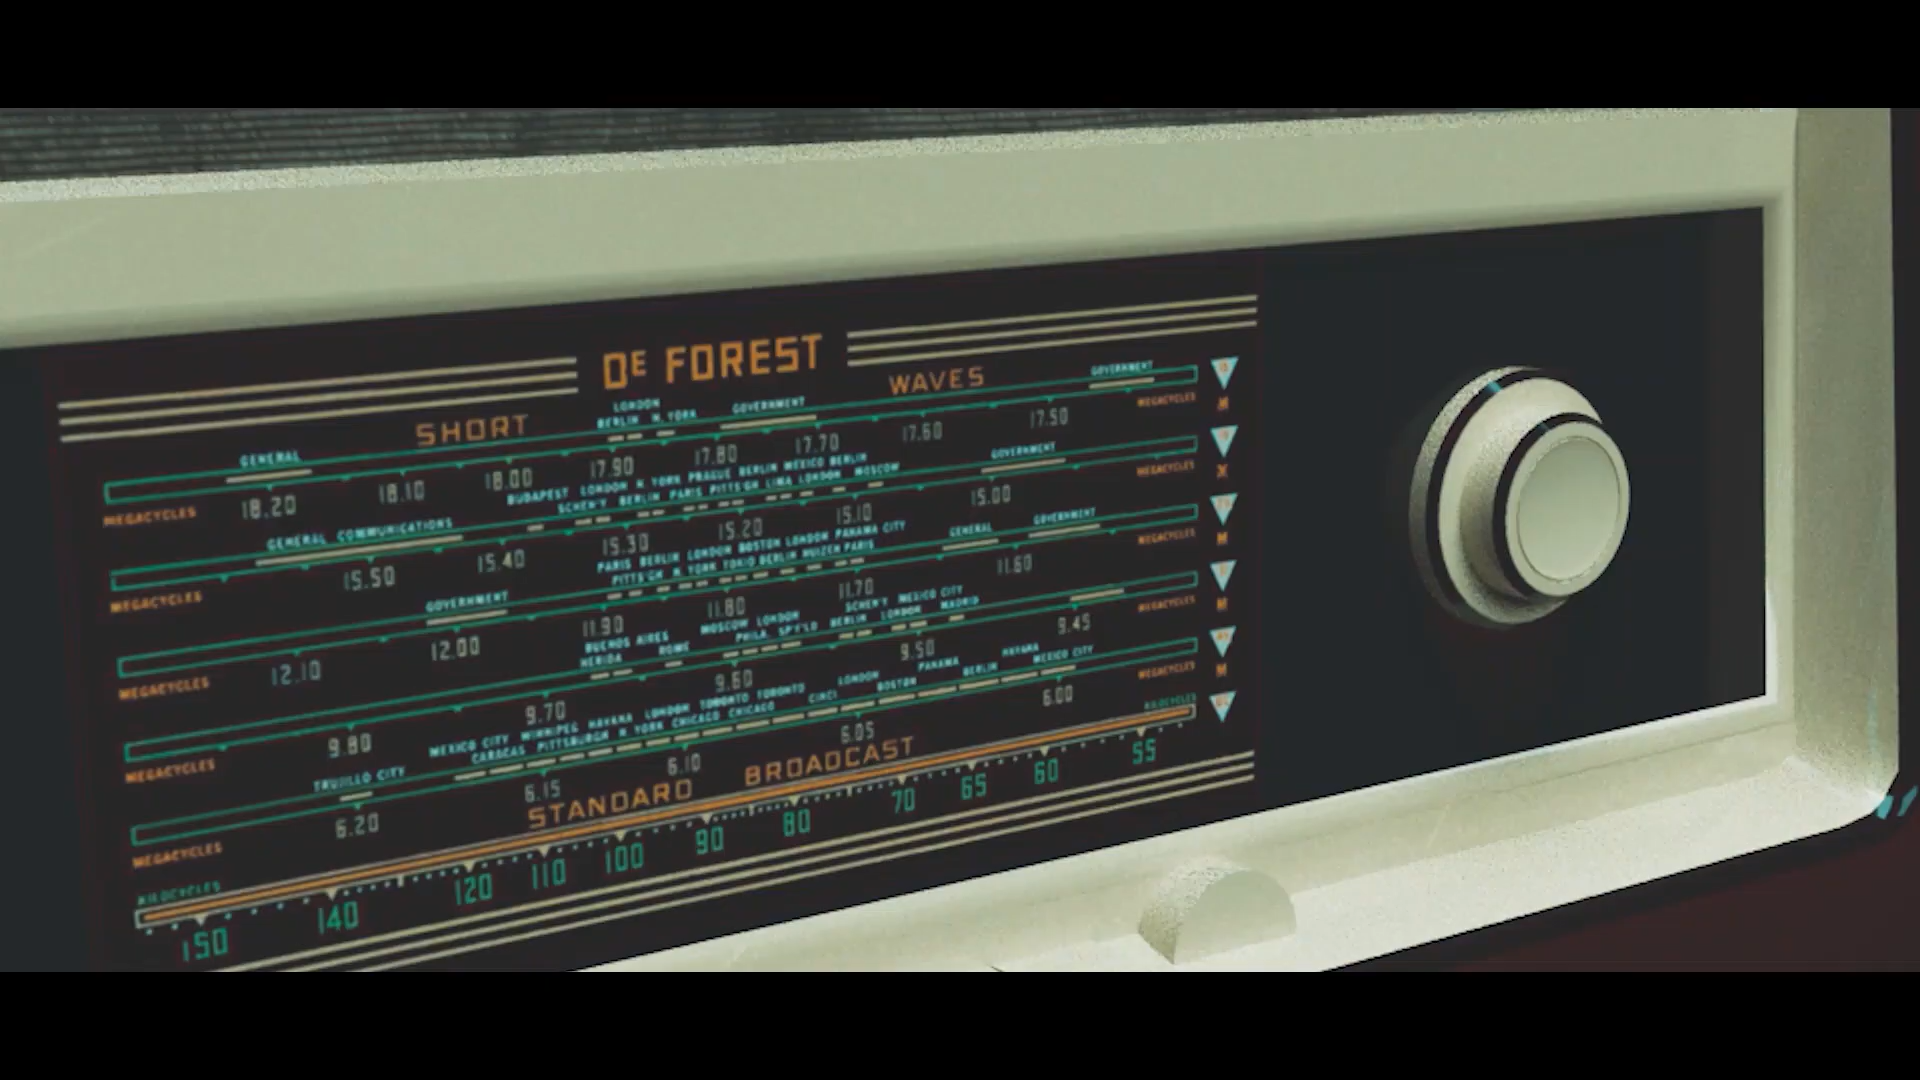 DE FOREST
SHORT WAVES
GENERAL
LONDON
BERLIN N.YORK
GOVERNMENT
GOVERNMENT
MEGACYCLES 18.20 18.10 18.00 17.90 17.80 17.70 17.60 17.50 MEGACYCLES
GENERAL COMMUNICATIONS
BUDAPEST LONDON N YORK PRAGUE BERLIN MEXICO BERLIN
SCHEN'Y BERLIN PARIS PITTS'GH LIMA LONDON MOSCOW
GOVERNMENT
MEGACYCLES 15.50 15.40 15.30 15.20 15.10 15.00 MEGACYCLES
GOVERNMENT
PARIS BERLIN LONDON BOSTON LONDON PANAMA CITY
PITTS'GH N YORK TOKIO BERLIN HUIZEN PARIS
GENERAL
GOVERNMENT
MEGACYCLES 12.10 12.00 11.90 11.80 11.70 11.60 MEGACYCLES
BUENOS AIRES MOSCOW LONDON SCHEN'Y MEXICO CITY
MERIDA ROME PHILA. SP'F'LD BERLIN LONDON MADRID
MEGACYCLES 9.80 9.70 9.60 9.50 9.45 MEGACYCLES
TRUJILLO CITY
MEXICO CITY WINNIPEG HAVANA LONDON TORONTO TORONTO LONDON PANAMA HAVANA
CARACAS PITTSBURGH N YORK CHICAGO CHICAGO CINCI BOSTON BERLIN MEXICO CITY
MEGACYCLES 6.20 6.15 6.10 6.05 6.00 MEGACYCLES
STANDARD BROADCAST
KILOCYCLES KILOCYCLES
150 140 120 110 100 90 80 70 65 60 55